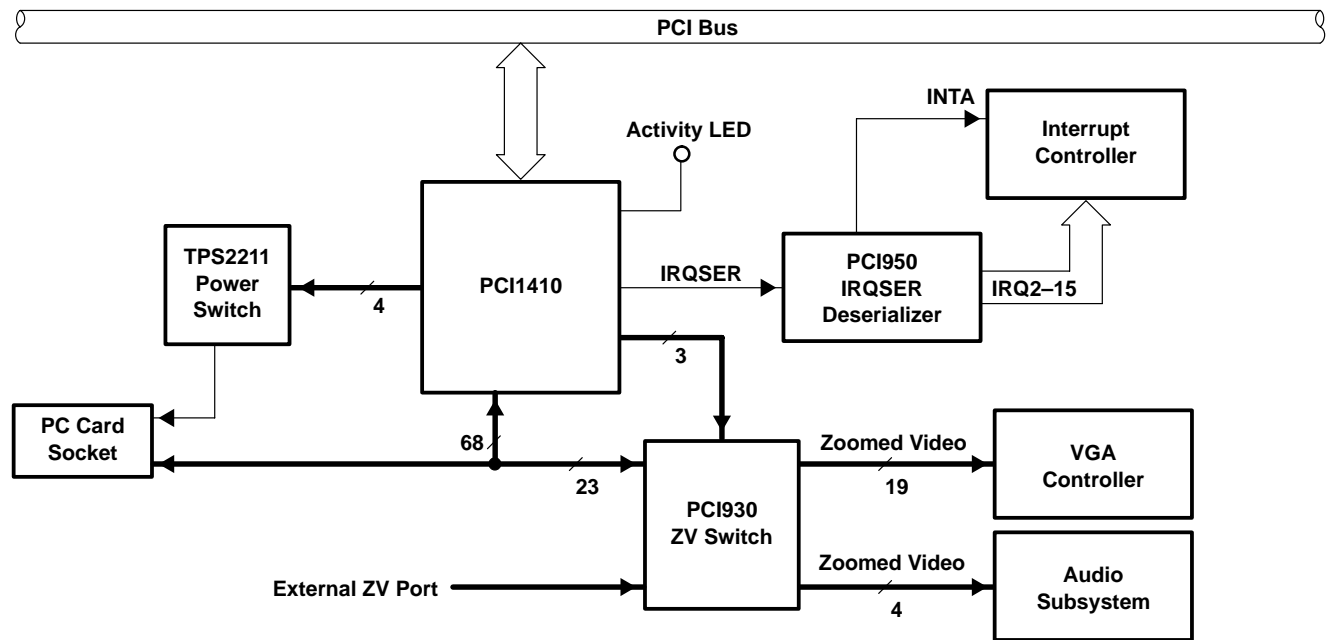 PCI Bus
INTA
Interrupt
Controller
Activity LED
TPS2211
Power
Switch
4
PCI1410
IRQSER
PCI950
IRQSER
Deserializer
IRQ2–15
3
PC Card
Socket
68
23
PCI930
ZV Switch
Zoomed Video
19
VGA
Controller
External ZV Port
Zoomed Video
4
Audio
Subsystem